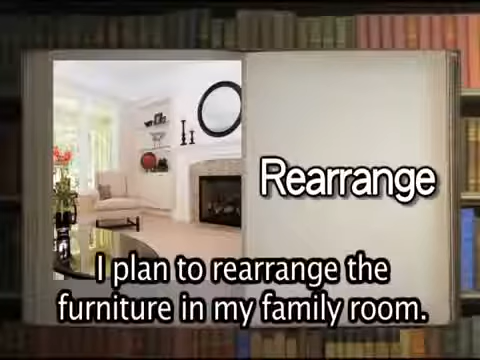 Rearrange
I plan to rearrange the
furniture in my family room.